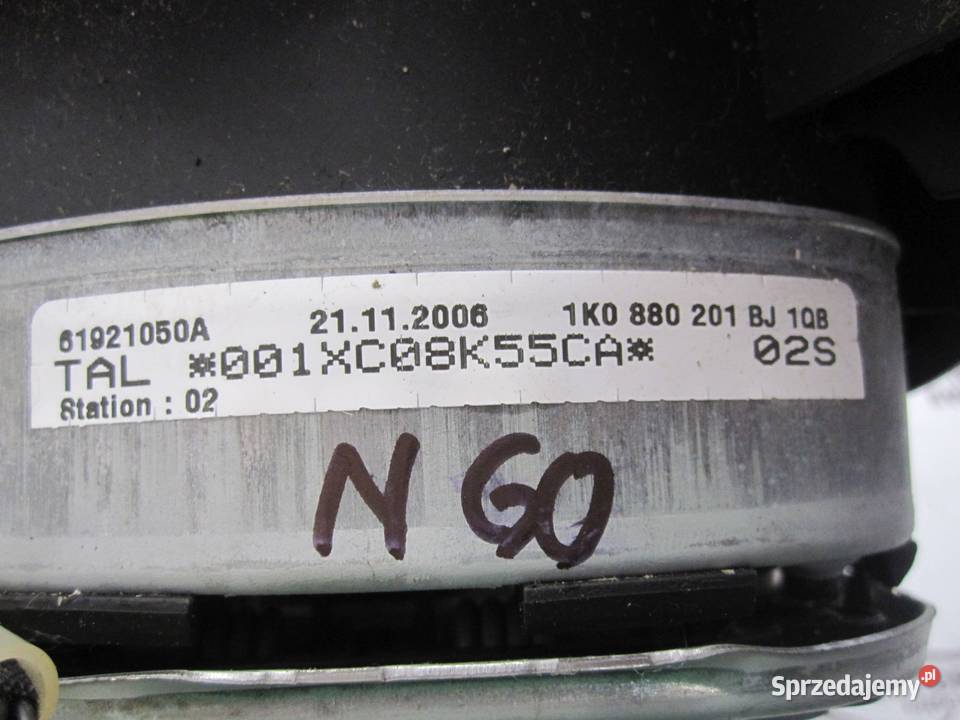 61921050A 21.11.2006 1K0 880 201 BJ 1QB
TAL *001XC08K55CA* 02S
Station : 02
N GO
Sprzedajemy.pl